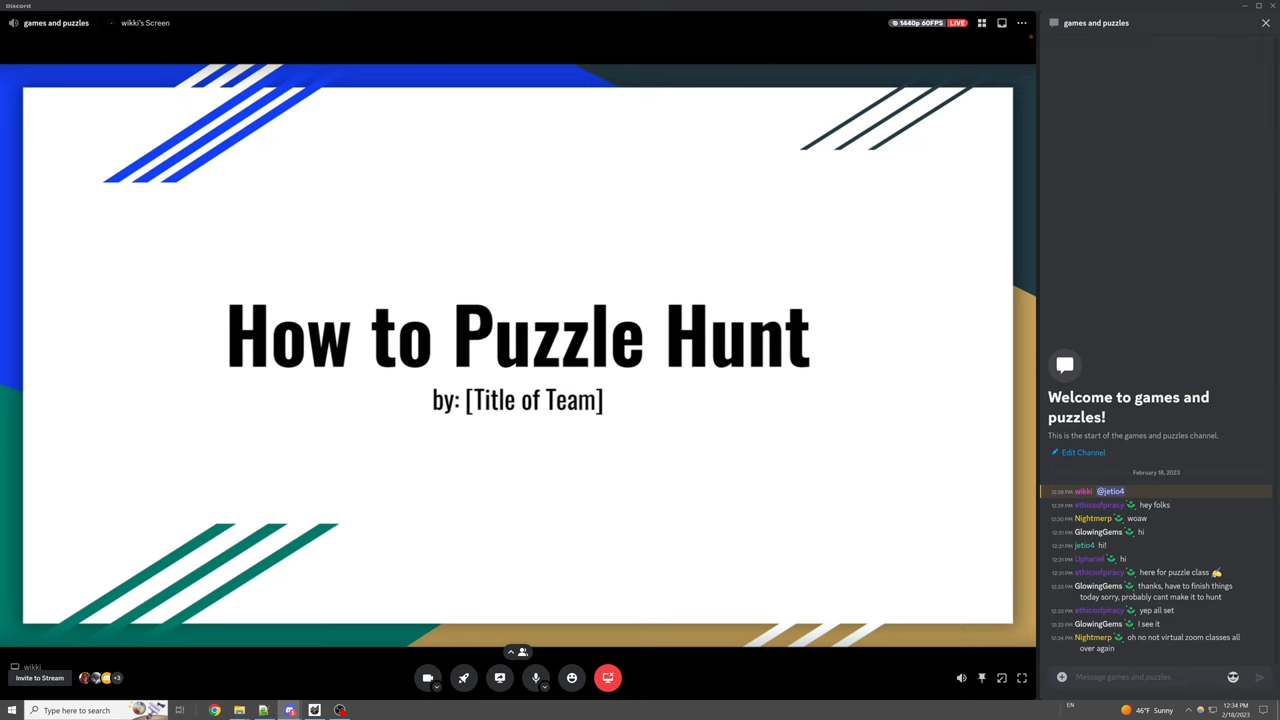 Discord
games and puzzles
wikki's Screen
1440p 60FPS LIVE
games and puzzles
How to Puzzle Hunt
by: [Title of Team]
Welcome to games and
puzzles!
This is the start of the games and puzzles channel.
Edit Channel
February 18, 2023
12:28 PM wikki @jetio4
12:29 PM ethicsofpiracy hey folks
12:30 PM Nightmerp woaw
12:31 PM GlowingGems hi
12:31 PM jetio4 hi!
12:31 PM Uphariel hi
12:31 PM ethicsofpiracy here for puzzle class ✍
12:33 PM GlowingGems thanks, have to finish things
today sorry, probably cant make it to hunt
12:33 PM ethicsofpiracy yep all set
12:33 PM GlowingGems I see it
12:34 PM Nightmerp oh no not virtual zoom classes all
over again
wikki
Invite to Stream
+3
Message games and puzzles
Type here to search
EN
46°F Sunny
12:34 PM
2/18/2023